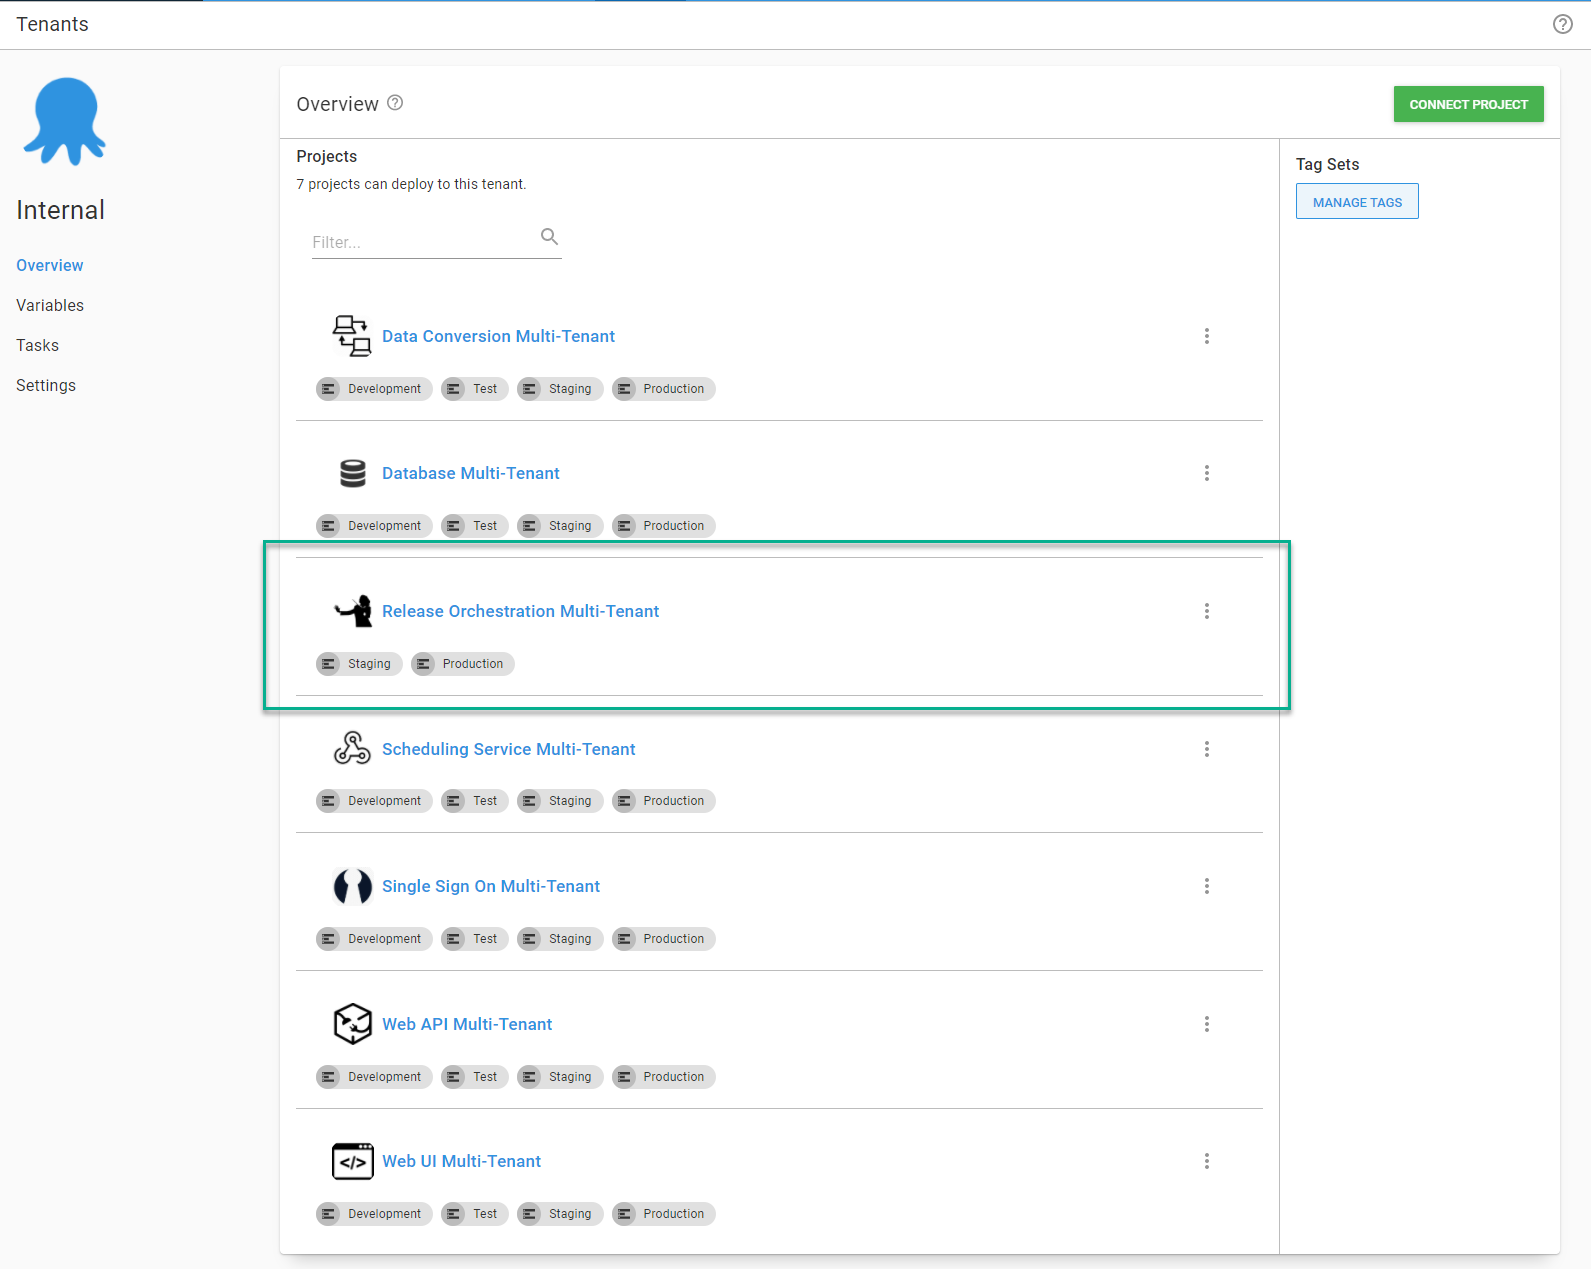 Tenants
Internal
Overview
Variables
Tasks
Settings
Overview
CONNECT PROJECT
Projects
7 projects can deploy to this tenant.
Filter...
Data Conversion Multi-Tenant
Development Test Staging Production
Database Multi-Tenant
Development Test Staging Production
Release Orchestration Multi-Tenant
Staging Production
Scheduling Service Multi-Tenant
Development Test Staging Production
Single Sign On Multi-Tenant
Development Test Staging Production
Web API Multi-Tenant
Development Test Staging Production
Web UI Multi-Tenant
Development Test Staging Production
Tag Sets
MANAGE TAGS